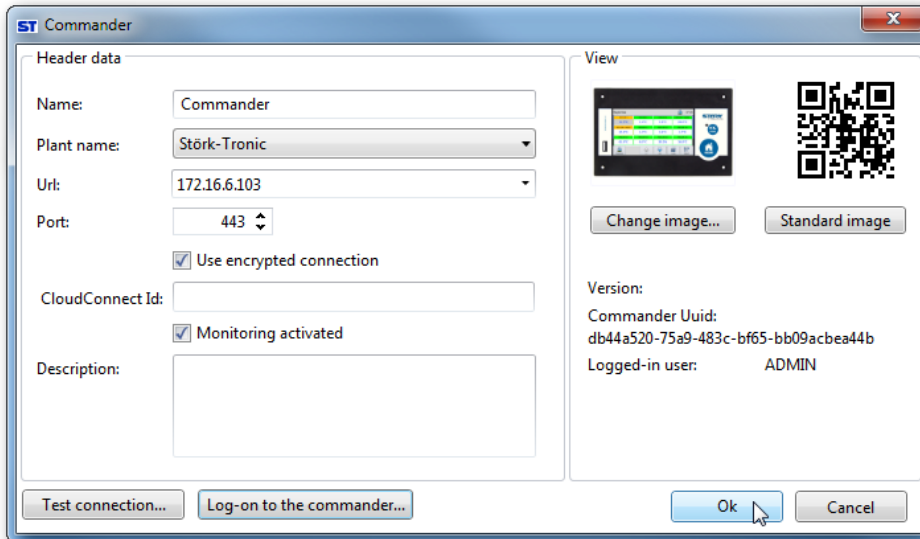 ST Commander
Header data
Name: Commander
Plant name: Störk-Tronic
Url: 172.16.6.103
Port: 443
Use encrypted connection
CloudConnect Id:
Monitoring activated
Description:
Test connection...
Log-on to the commander...
View
Change image...
Standard image
Version:
Commander Uuid:
db44a520-75a9-483c-bf65-bb09acbea44b
Logged-in user: ADMIN
Ok
Cancel